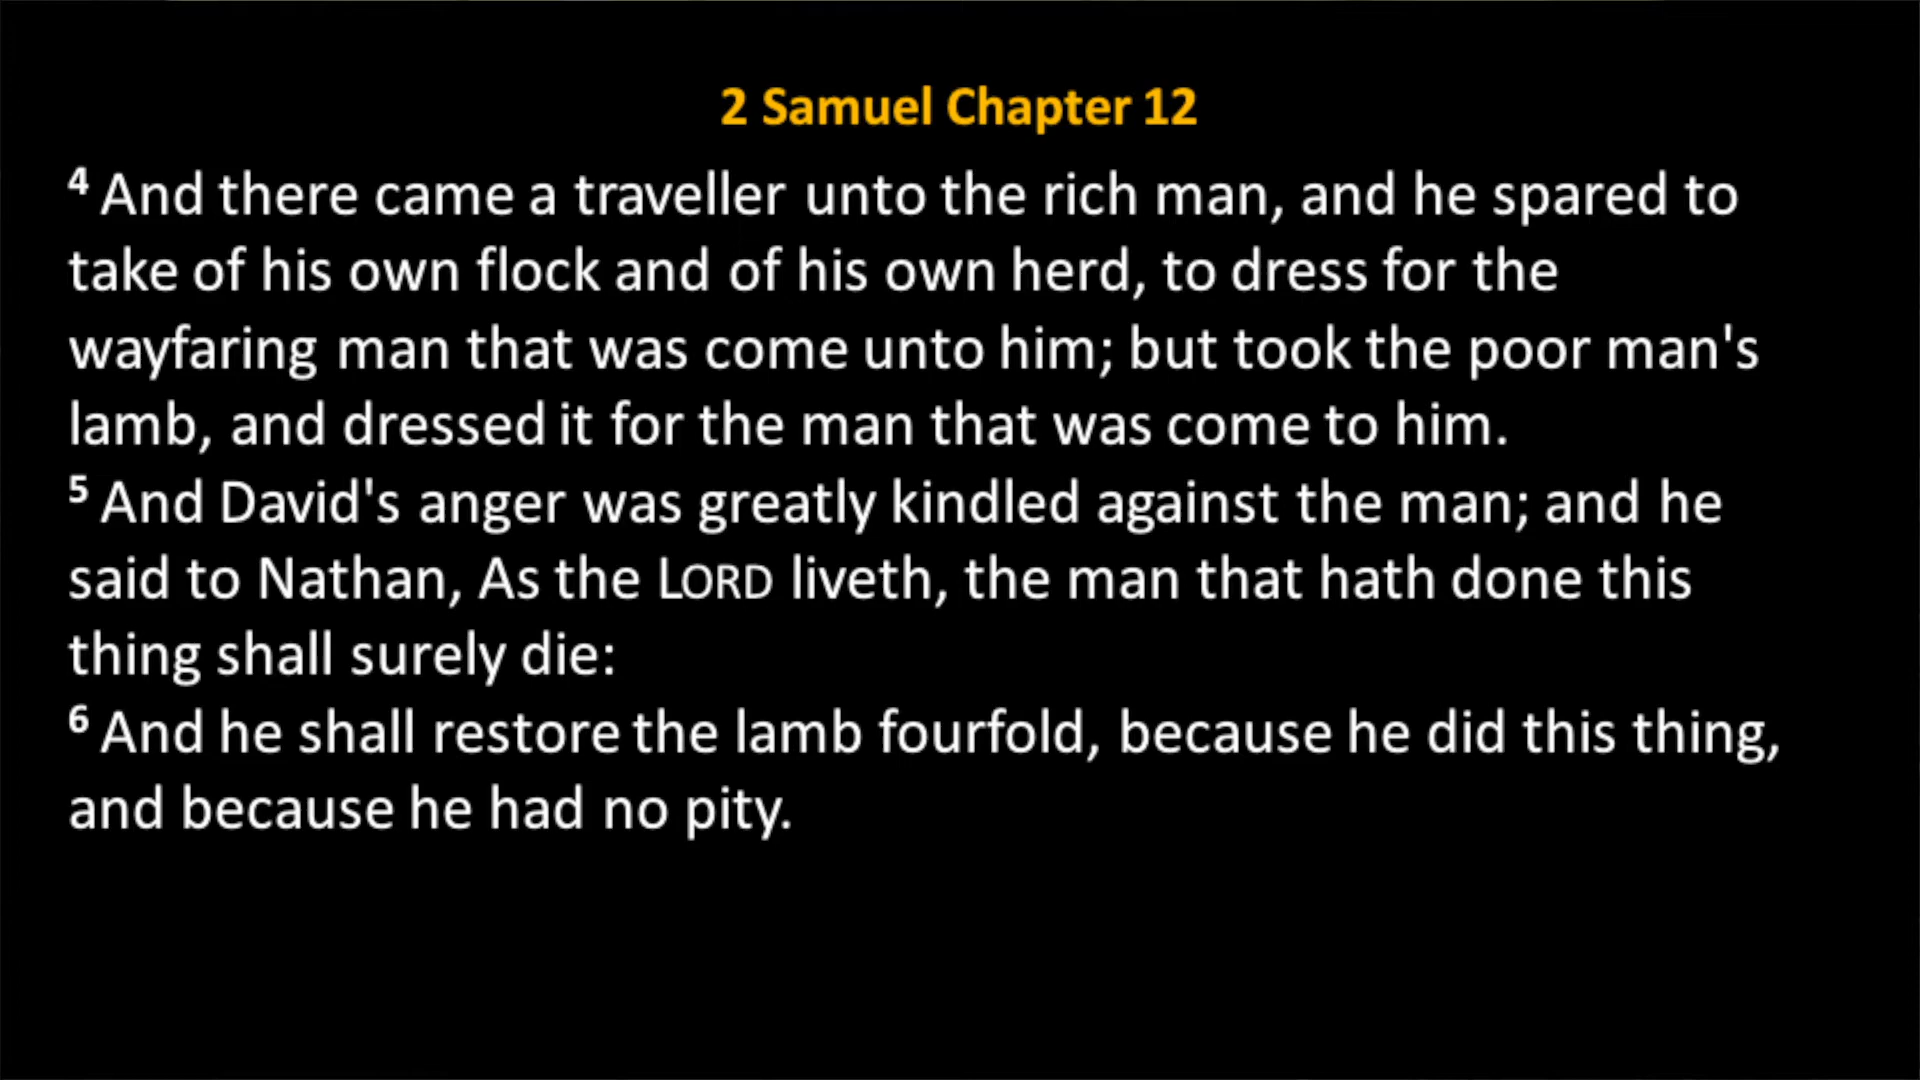 2 Samuel Chapter 12
4 And there came a traveller unto the rich man, and he spared to
take of his own flock and of his own herd, to dress for the
wayfaring man that was come unto him; but took the poor man's
lamb, and dressed it for the man that was come to him.
5 And David's anger was greatly kindled against the man; and he
said to Nathan, As the LORD liveth, the man that hath done this
thing shall surely die:
6 And he shall restore the lamb fourfold, because he did this thing,
and because he had no pity.